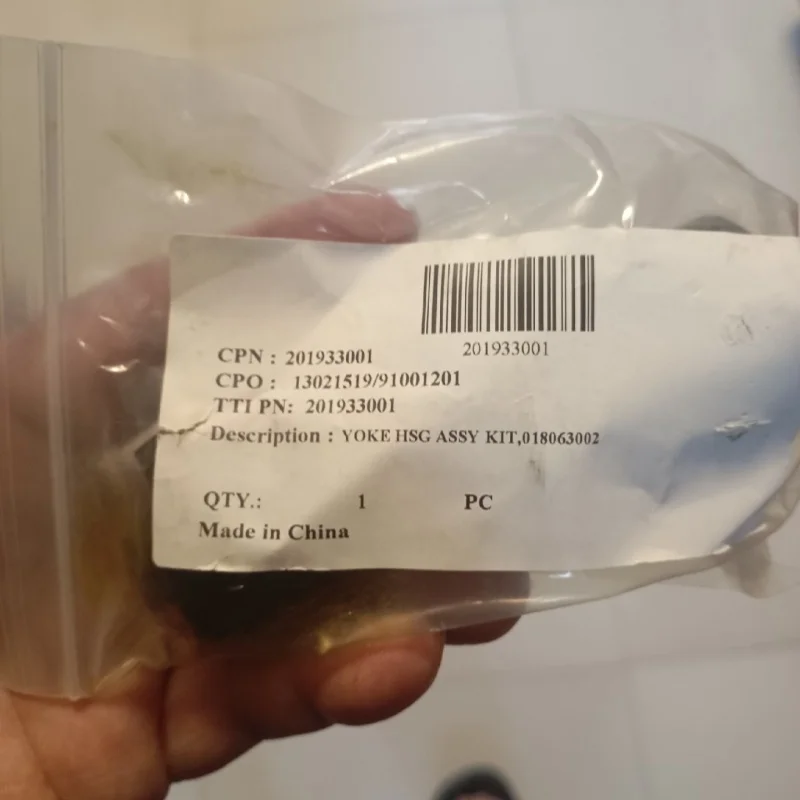 201933001
CPN : 201933001
CPO : 13021519/91001201
TTI PN: 201933001
Description : YOKE HSG ASSY KIT,018063002
QTY.: 1 PC
Made in China